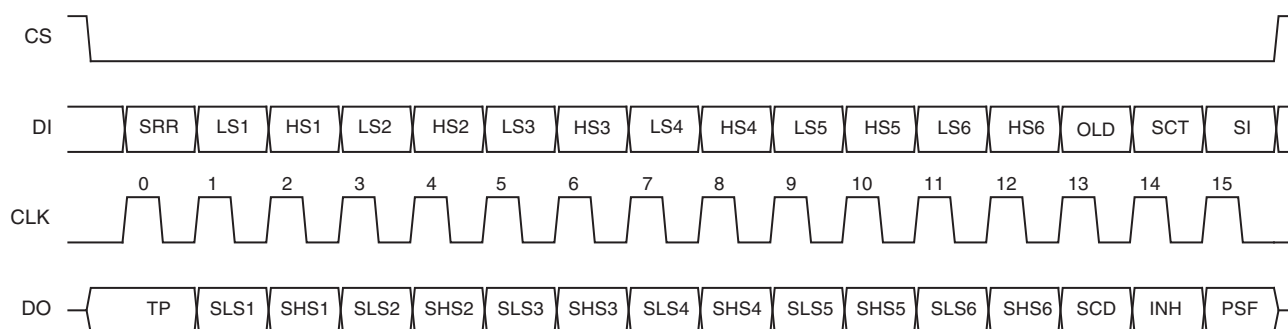 CS
DI SRR LS1 HS1 LS2 HS2 LS3 HS3 LS4 HS4 LS5 HS5 LS6 HS6 OLD SCT SI
0 1 2 3 4 5 6 7 8 9 10 11 12 13 14 15
CLK
DO TP SLS1 SHS1 SLS2 SHS2 SLS3 SHS3 SLS4 SHS4 SLS5 SHS5 SLS6 SHS6 SCD INH PSF